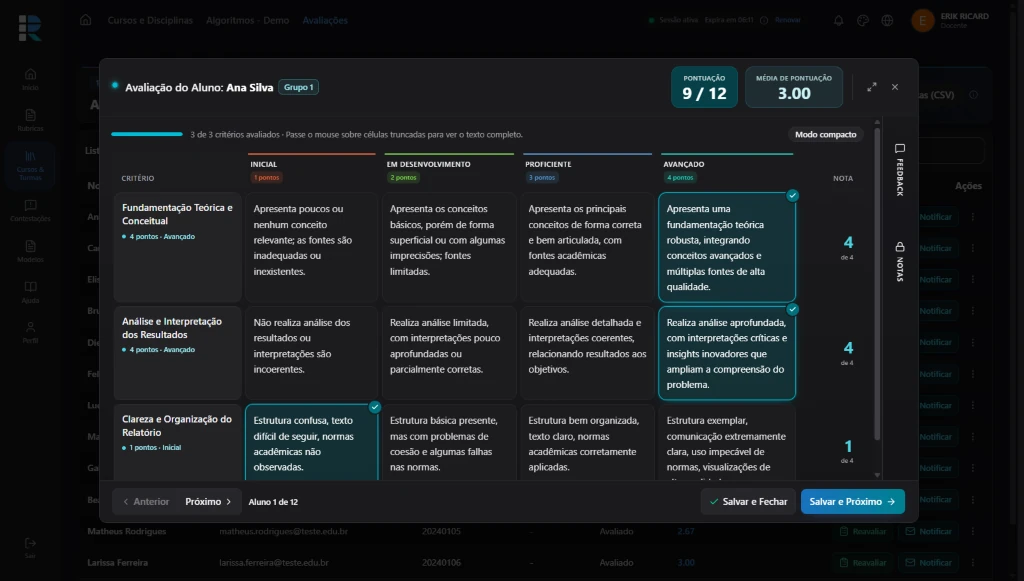 Cursos e Disciplinas
Algoritmos - Demo
Avaliações
Sessão ativa
Expira em 06:11
Renovar
E
ERIK RICARD
Docente
Início
Rubricas
Cursos &
Turmas
Contestações
Modelos
Ajuda
Perfil
Sair
(CSV)
Ações
Avaliação do Aluno: Ana Silva
Grupo 1
PONTUAÇÃO
9 / 12
MÉDIA DE PONTUAÇÃO
3.00
3 de 3 critérios avaliados · Passe o mouse sobre células truncadas para ver o texto completo.
Modo compacto
CRITÉRIO
INICIAL
1 pontos
EM DESENVOLVIMENTO
2 pontos
PROFICIENTE
3 pontos
AVANÇADO
4 pontos
NOTA
Fundamentação Teórica e
Conceitual
4 pontos · Avançado
Apresenta poucos ou
nenhum conceito
relevante; as fontes são
inadequadas ou
inexistentes.
Apresenta os conceitos
básicos, porém de forma
superficial ou com algumas
imprecisões; fontes
limitadas.
Apresenta os principais
conceitos de forma correta
e bem articulada, com
fontes acadêmicas
adequadas.
Apresenta uma
fundamentação teórica
robusta, integrando
conceitos avançados e
múltiplas fontes de alta
qualidade.
4
de 4
Análise e Interpretação
dos Resultados
4 pontos · Avançado
Não realiza análise dos
resultados ou
interpretações são
incoerentes.
Realiza análise limitada,
com interpretações pouco
aprofundadas ou
parcialmente corretas.
Realiza análise detalhada e
interpretações coerentes,
relacionando resultados aos
objetivos.
Realiza análise aprofundada,
com interpretações críticas e
insights inovadores que
ampliam a compreensão do
problema.
4
de 4
Clareza e Organização do
Relatório
1 pontos · Inicial
Estrutura confusa, texto
difícil de seguir, normas
acadêmicas não
observadas.
Estrutura básica presente,
mas com problemas de
coesão e algumas falhas
nas normas.
Estrutura bem organizada,
texto claro, normas
acadêmicas corretamente
aplicadas.
Estrutura exemplar,
comunicação extremamente
clara, uso impecável de
normas, visualizações de
1
de 4
FEEDBACK
NOTAS
Anterior
Próximo
Aluno 1 de 12
Salvar e Fechar
Salvar e Próximo
Notificar
Notificar
Notificar
Notificar
Notificar
Notificar
Notificar
Notificar
Notificar
Notificar
Matheus Rodrigues
matheus.rodrigues@teste.edu.br
20240105
-
Avaliado
2.67
Reavaliar
Notificar
Larissa Ferreira
larissa.ferreira@teste.edu.br
20240106
-
Avaliado
3.00
Reavaliar
Notificar